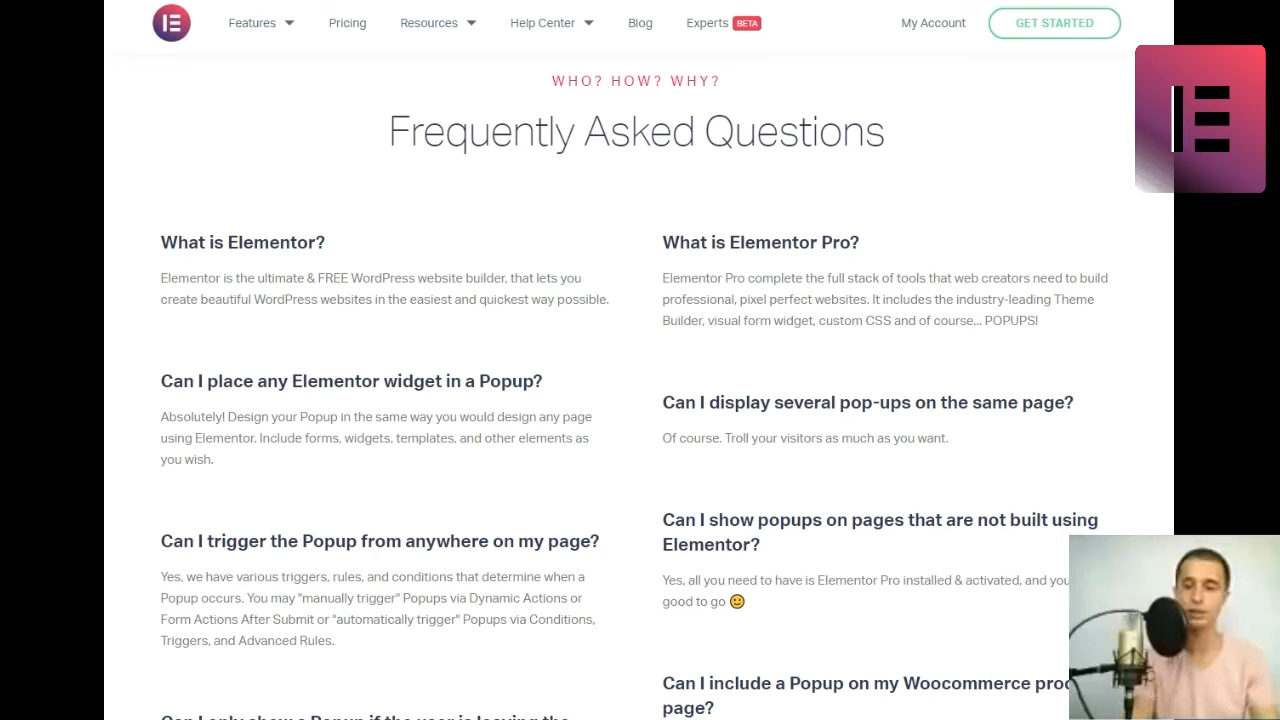 Features
Pricing
Resources
Help Center
Blog
Experts BETA
My Account
GET STARTED
WHO? HOW? WHY?
Frequently Asked Questions
What is Elementor?
Elementor is the ultimate & FREE WordPress website builder, that lets you
create beautiful WordPress websites in the easiest and quickest way possible.
Can I place any Elementor widget in a Popup?
Absolutely! Design your Popup in the same way you would design any page
using Elementor. Include forms, widgets, templates, and other elements as
you wish.
Can I trigger the Popup from anywhere on my page?
Yes, we have various triggers, rules, and conditions that determine when a
Popup occurs. You may "manually trigger" Popups via Dynamic Actions or
Form Actions After Submit or "automatically trigger" Popups via Conditions,
Triggers, and Advanced Rules.
Can I only show a Popup if the user is leaving the
What is Elementor Pro?
Elementor Pro complete the full stack of tools that web creators need to build
professional, pixel perfect websites. It includes the industry-leading Theme
Builder, visual form widget, custom CSS and of course... POPUPS!
Can I display several pop-ups on the same page?
Of course. Troll your visitors as much as you want.
Can I show popups on pages that are not built using
Elementor?
Yes, all you need to have is Elementor Pro installed & activated, and you
good to go 🙂
Can I include a Popup on my Woocommerce
page?